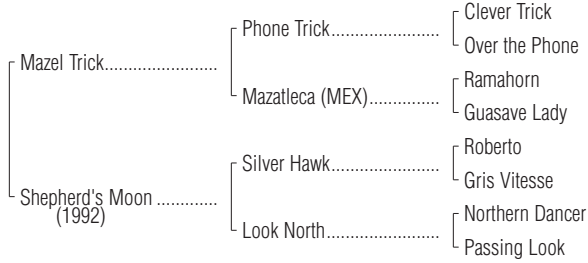 Clever Trick
Phone Trick......................
Over the Phone
Mazel Trick.......................
Ramahorn
Mazatleca (MEX)..............
Guasave Lady
Roberto
Silver Hawk......................
Gris Vitesse
Shepherd's Moon ............
(1992)
Northern Dancer
Look North.......................
Passing Look